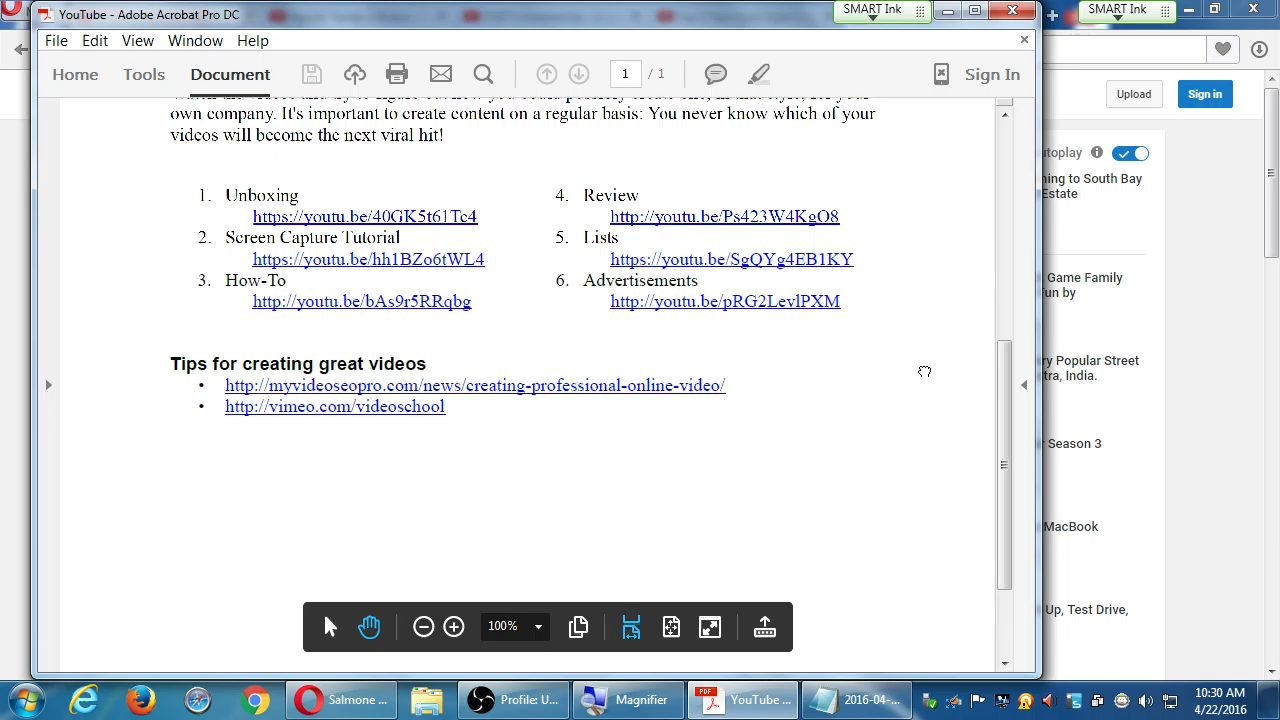 YouTube - Adobe Acrobat Pro DC
SMART Ink
SMART Ink
File Edit View Window Help
Home Tools Document 1 / 1 Sign In
Upload Sign in
own company. It's important to create content on a regular basis: You never know which of your
videos will become the next viral hit!
utoplay
ning to South Bay
Estate
1. Unboxing
https://youtu.be/40GK5t61Tc4
2. Screen Capture Tutorial
https://youtu.be/hh1BZo6tWL4
3. How-To
http://youtu.be/bAs9r5RRqbg
4. Review
http://youtu.be/Ps423W4KgO8
5. Lists
https://youtu.be/SgQYg4EB1KY
6. Advertisements
http://youtu.be/pRG2LevlPXM
Game Family
un by
Tips for creating great videos
• http://myvideoseopro.com/news/creating-professional-online-video/
• http://vimeo.com/videoschool
ry Popular Street
tra, India.
Season 3
MacBook
Up, Test Drive,
100%
Salmone ...
Profile: U...
Magnifier
PDF
YouTube ...
2016-04-...
10:30 AM
4/22/2016